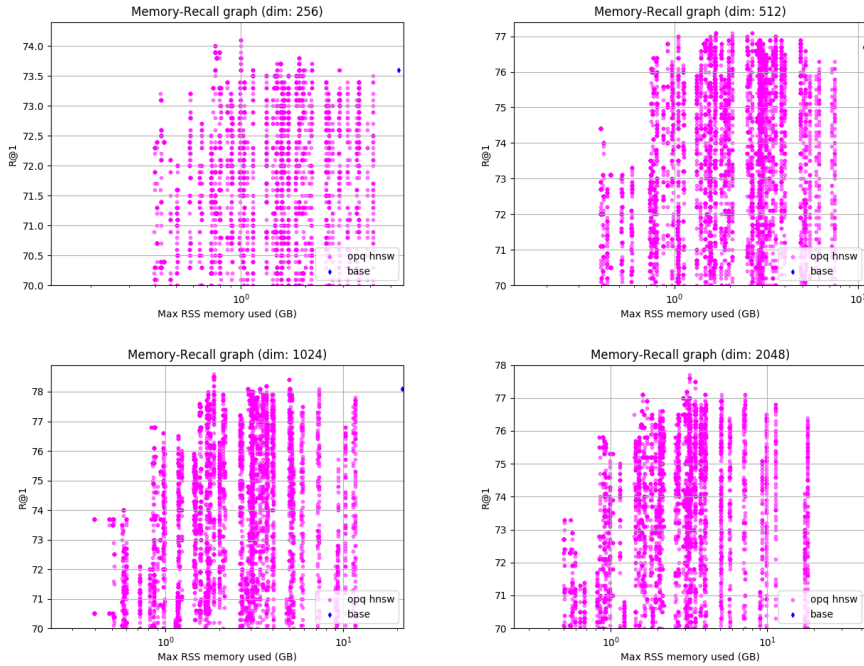 Memory-Recall graph (dim: 256)
74.0
73.5
73.0
72.5
72.0
71.5
71.0
70.5
70.0
R@1
10⁰
Max RSS memory used (GB)
opq hnsw
base
Memory-Recall graph (dim: 512)
77
76
75
74
73
72
71
70
R@1
10⁰
10¹
Max RSS memory used (GB)
opq hnsw
base
Memory-Recall graph (dim: 1024)
78
77
76
75
74
73
72
71
70
R@1
10⁰
10¹
Max RSS memory used (GB)
opq hnsw
base
Memory-Recall graph (dim: 2048)
78
77
76
75
74
73
72
71
70
R@1
10⁰
10¹
Max RSS memory used (GB)
opq hnsw
base